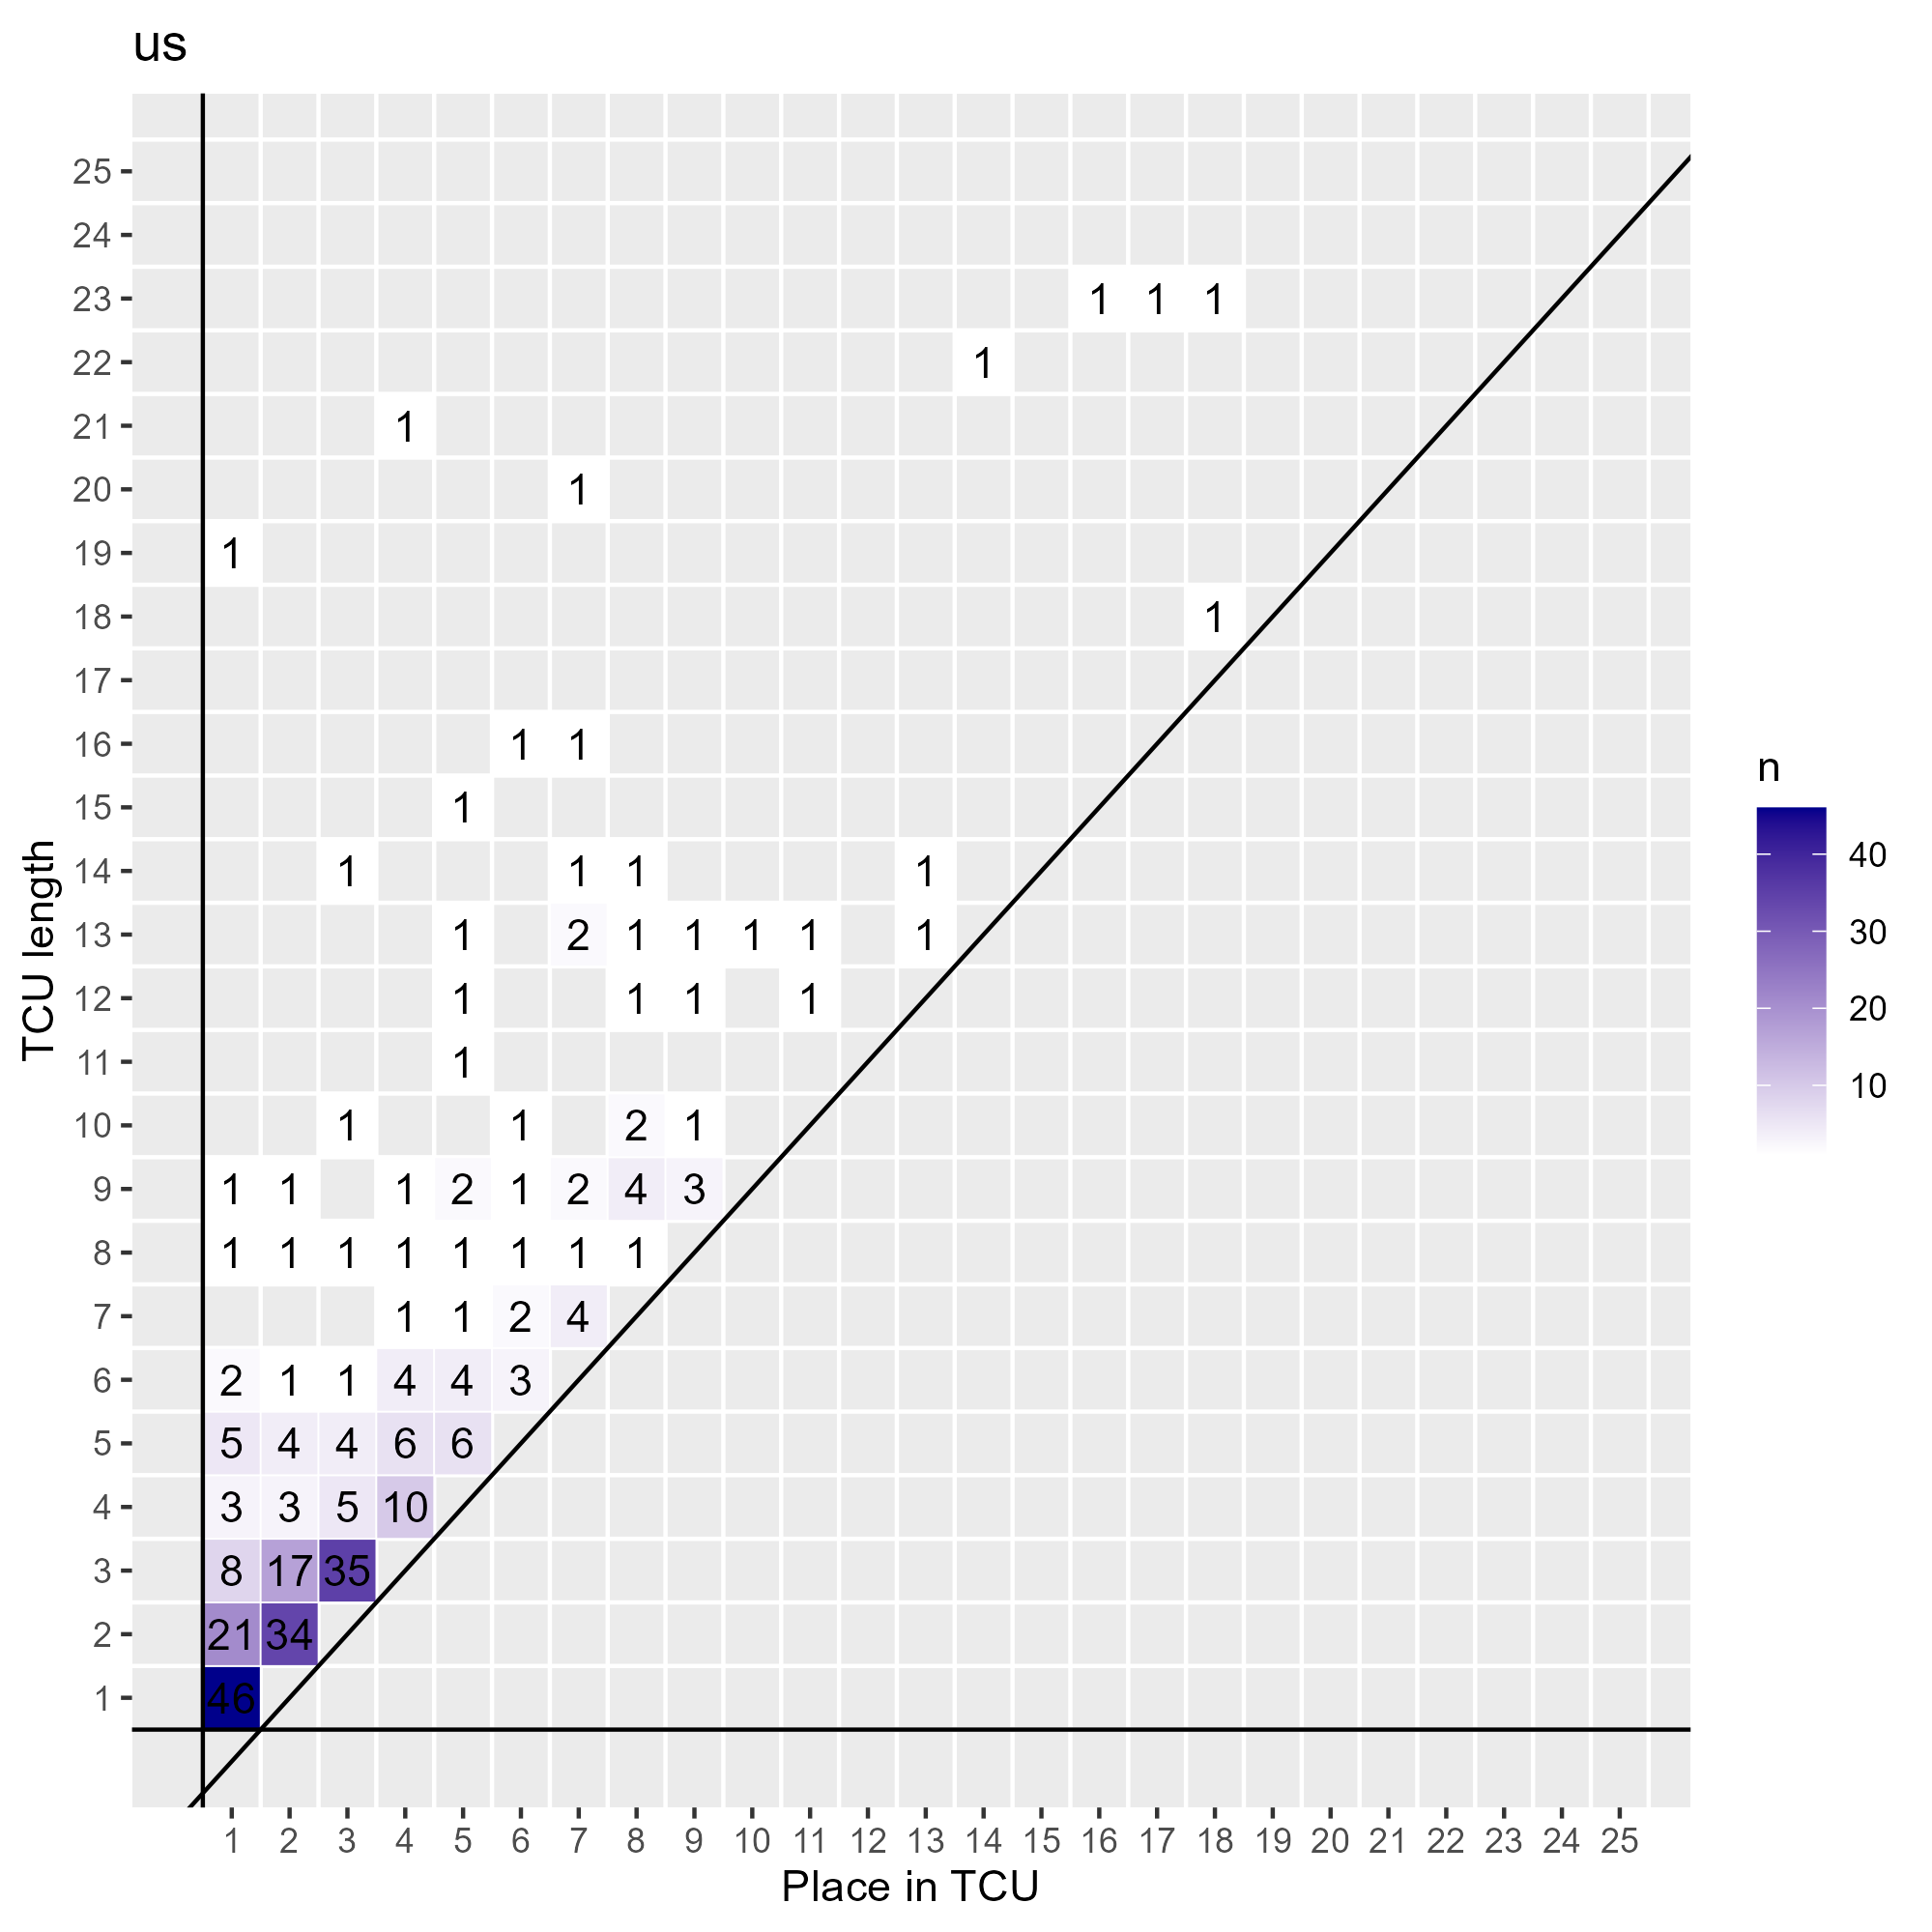 us
25
24
23 1 1 1
22 1
21 1
20 1
19 1
18 1
17
16 1 1
15 1
14 1 1 1 1
13 1 2 1 1 1 1 1
12 1 1 1 1
11 1
10 1 1 2 1
9 1 1 1 2 1 2 4 3
8 1 1 1 1 1 1 1 1
7 1 1 2 4
6 2 1 1 4 4 3
5 5 4 4 6 6
4 3 3 5 10
3 8 17 35
2 21 34
1 46
1 2 3 4 5 6 7 8 9 10 11 12 13 14 15 16 17 18 19 20 21 22 23 24 25
Place in TCU
TCU length
n
40
30
20
10